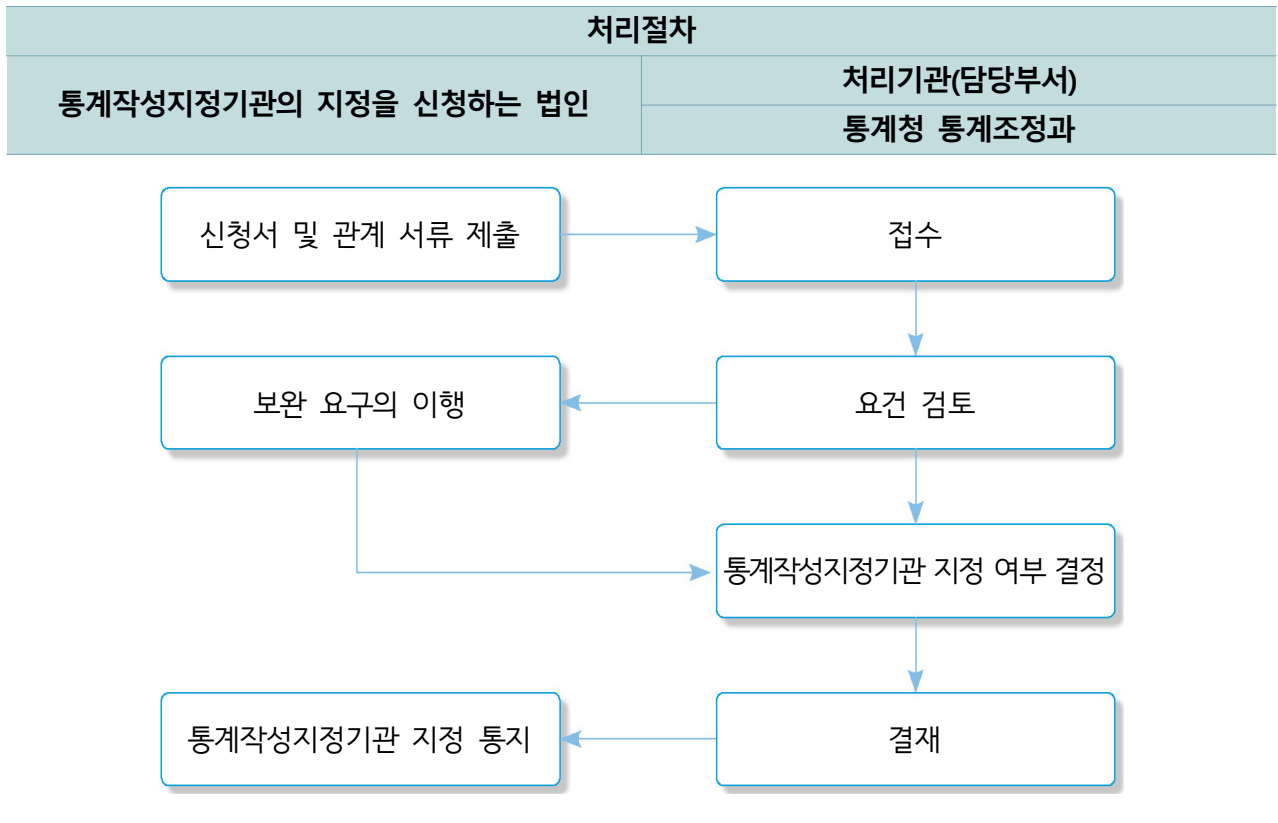 처리절차
통계작성지정기관의 지정을 신청하는 법인
처리기관(담당부서)
통계청 통계조정과
신청서 및 관계 서류 제출
접수
보완 요구의 이행
요건 검토
통계작성지정기관 지정 여부 결정
통계작성지정기관 지정 통지
결재